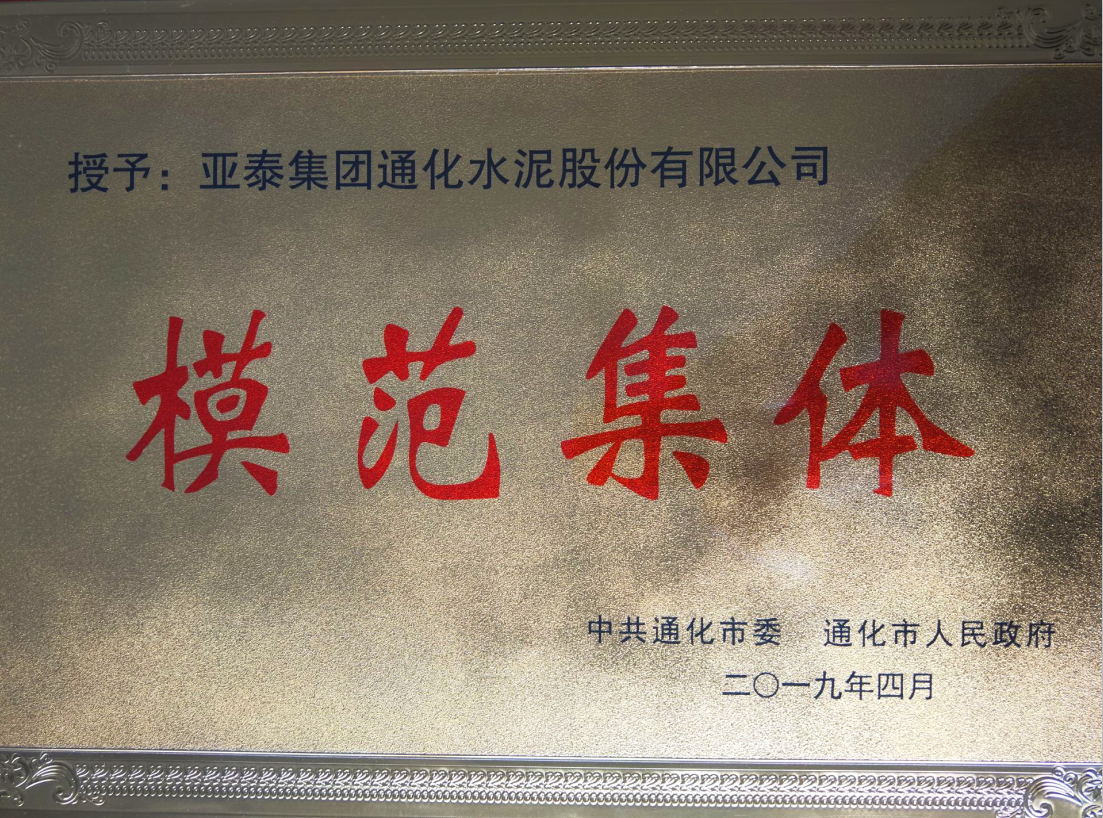 授予：亚泰集团通化水泥股份有限公司
模范集体
中共通化市委 通化市人民政府
二〇一九年四月